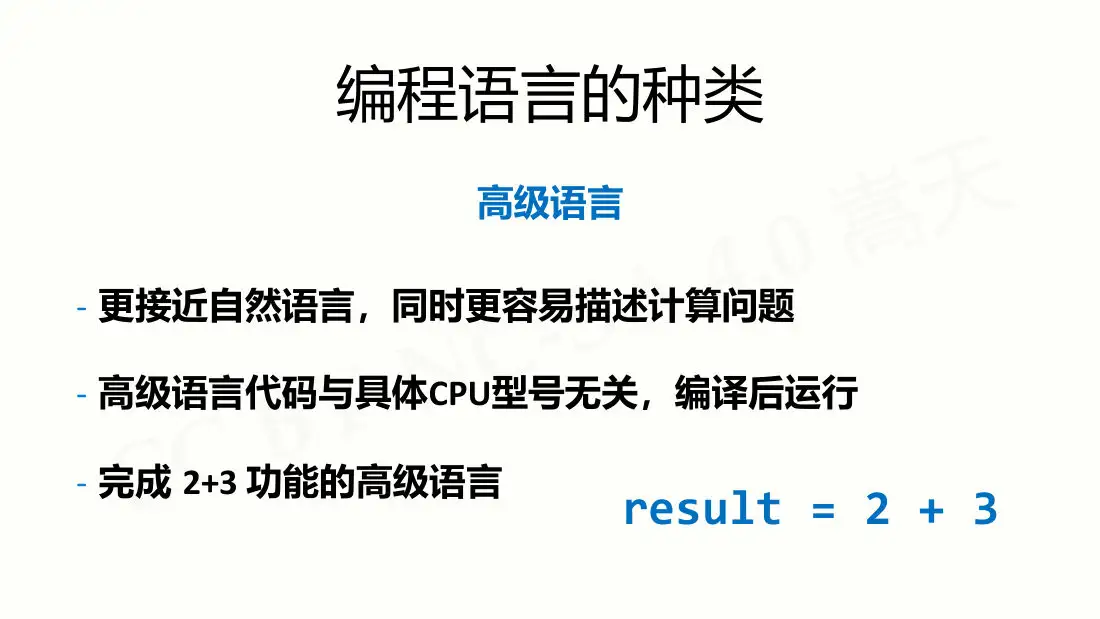 编程语言的种类
高级语言
- 更接近自然语言，同时更容易描述计算问题
- 高级语言代码与具体CPU型号无关，编译后运行
- 完成 2+3 功能的高级语言
result = 2 + 3